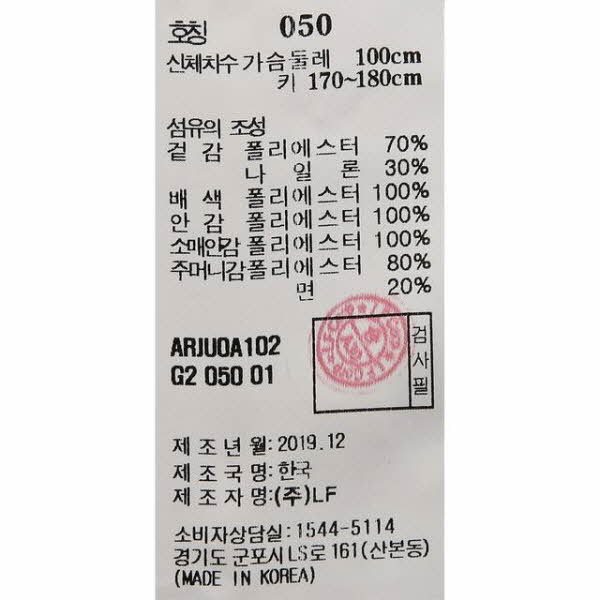 호칭 050
신체치수 가슴둘레 100cm
키 170~180cm
섬유의 조성
겉감 폴리에스터 70%
나일론 30%
배색 폴리에스터 100%
안감 폴리에스터 100%
소매안감 폴리에스터 100%
주머니감 폴리에스터 80%
면 20%
ARJU0A102
G2 050 01
검사필
제조년월: 2019.12
제조국명: 한국
제조자명: (주)LF
소비자상담실: 1544-5114
경기도 군포시 LS로 161 (산본동)
(MADE IN KOREA)